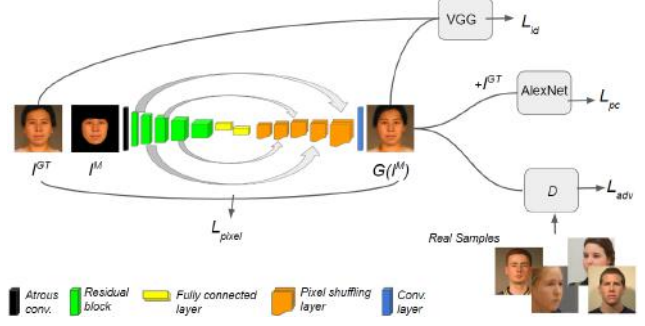 VGG
L_id
+I^GT
AlexNet
L_pc
I^GT
I^M
G(I^M)
D
L_adv
L_pixel
Real Samples
Atrous conv.
Residual block
Fully connected layer
Pixel shuffling layer
Conv. layer